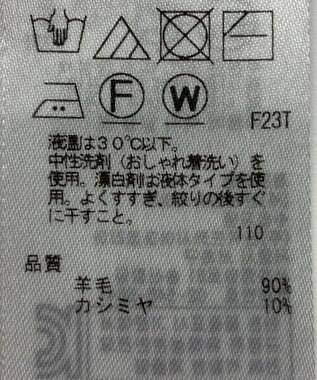 F W
F23T
液温は30℃以下。
中性洗剤（おしゃれ着洗い）を
使用。漂白剤は液体タイプを使
用。よくすすぎ、絞りの後すぐ
に干すこと。
110
品質
羊毛 90%
カシミヤ 10%